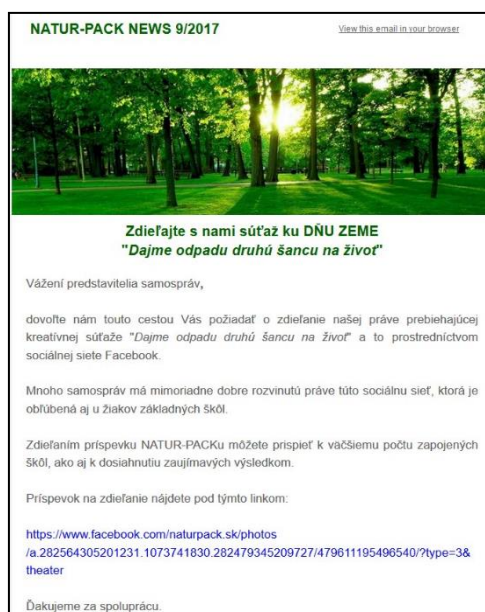 NATUR-PACK NEWS 9/2017
View this email in your browser
Zdieľajte s nami súťaž ku DŇU ZEME
"Dajme odpadu druhú šancu na život"
Vážení predstavitelia samospráv,
dovoľte nám touto cestou Vás požiadať o zdieľanie našej práve prebiehajúcej
kreatívnej súťaže "Dajme odpadu druhú šancu na život" a to prostredníctvom
sociálnej siete Facebook.
Mnoho samospráv má mimoriadne dobre rozvinutú práve túto sociálnu sieť, ktorá je
obľúbená aj u žiakov základných škôl.
Zdieľaním príspevku NATUR-PACKu môžete prispieť k väčšiemu počtu zapojených
škôl, ako aj k dosiahnutiu zaujímavých výsledkom.
Príspevok na zdieľanie nájdete pod týmto linkom:
https://www.facebook.com/naturpack.sk/photos
/a.282564305201231.1073741830.282479345209727/479611195496540/?type=3&
theater
Ďakujeme za spoluprácu.